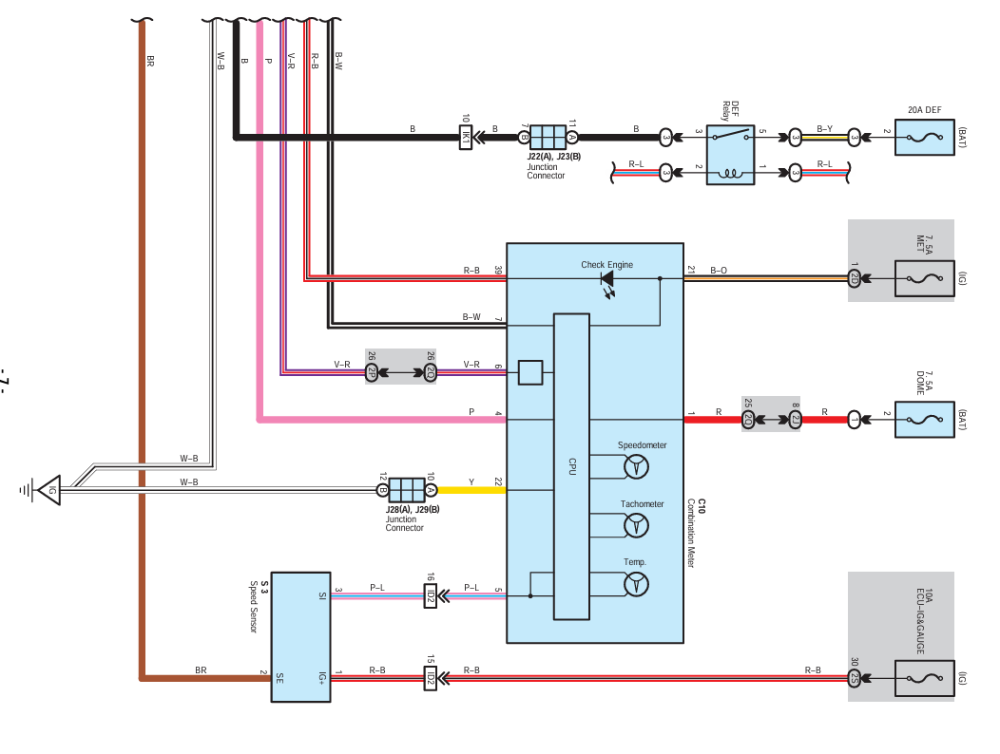 BR
W–B
B
P
V–R
R–B
B–W
B
10
IK1
B
7
B
11
A
J22(A), J23(B)
Junction
Connector
B
3
3
DEF
Relay
5
3
B–Y
3
2
20A DEF
(BAT)
R–L
3
2
1
3
R–L
R–B
39
Check Engine
21
B–O
1
2D
7. 5A
MET
(IG)
B–W
7
V–R
26
2P
26
2Q
V–R
6
P
4
1
R
25
2Q
8
2J
R
1
2
7. 5A
DOME
(BAT)
CPU
Speedometer
Tachometer
Temp.
C10
Combination Meter
W–B
W–B
IG
12
B
10
A
Y
22
J28(A), J29(B)
Junction
Connector
S 3
Speed Sensor
SI
3
P–L
16
ID2
P–L
5
BR
2
SE
IG+
1
R–B
15
ID2
R–B
R–B
30
2S
10A
ECU–IG&GAUGE
(IG)
- 7 -